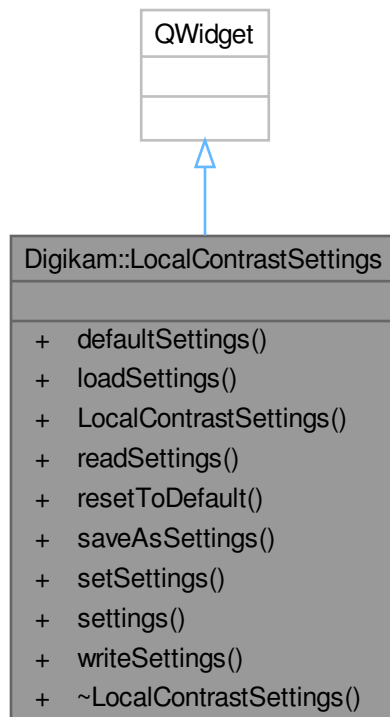 QWidget
Digikam::LocalContrastSettings
+ defaultSettings()
+ loadSettings()
+ LocalContrastSettings()
+ readSettings()
+ resetToDefault()
+ saveAsSettings()
+ setSettings()
+ settings()
+ writeSettings()
+ ~LocalContrastSettings()